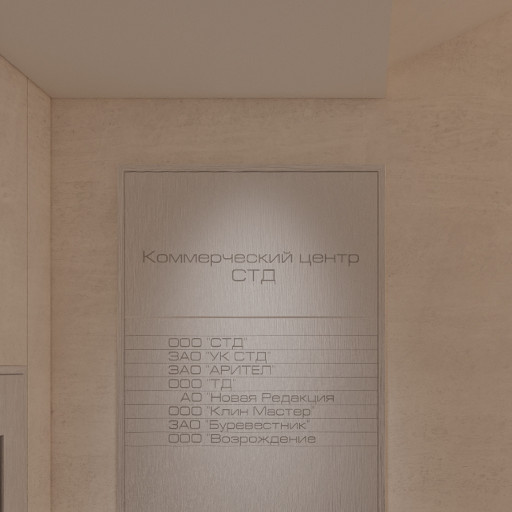 Коммерческий центр
СТД
ООО "СТД"
ЗАО "УК СТД"
ЗАО "АРИТЕЛ"
ООО "ТД"
АО "Новая Редакция
ООО "Клин Мастер"
ЗАО "Буревестник"
ООО "Возрождение